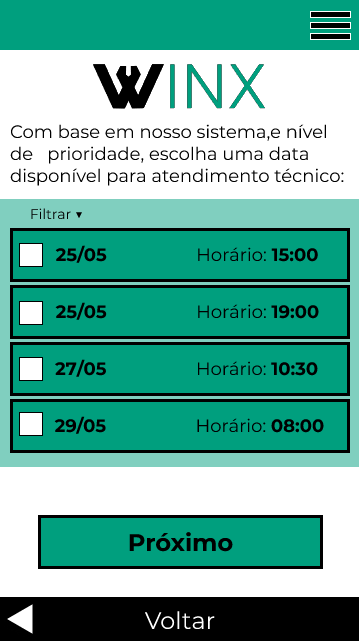 WINX
Com base em nosso sistema,e nível
de prioridade, escolha uma data
disponível para atendimento técnico:
Filtrar ▼
25/05 Horário: 15:00
25/05 Horário: 19:00
27/05 Horário: 10:30
29/05 Horário: 08:00
Próximo
Voltar